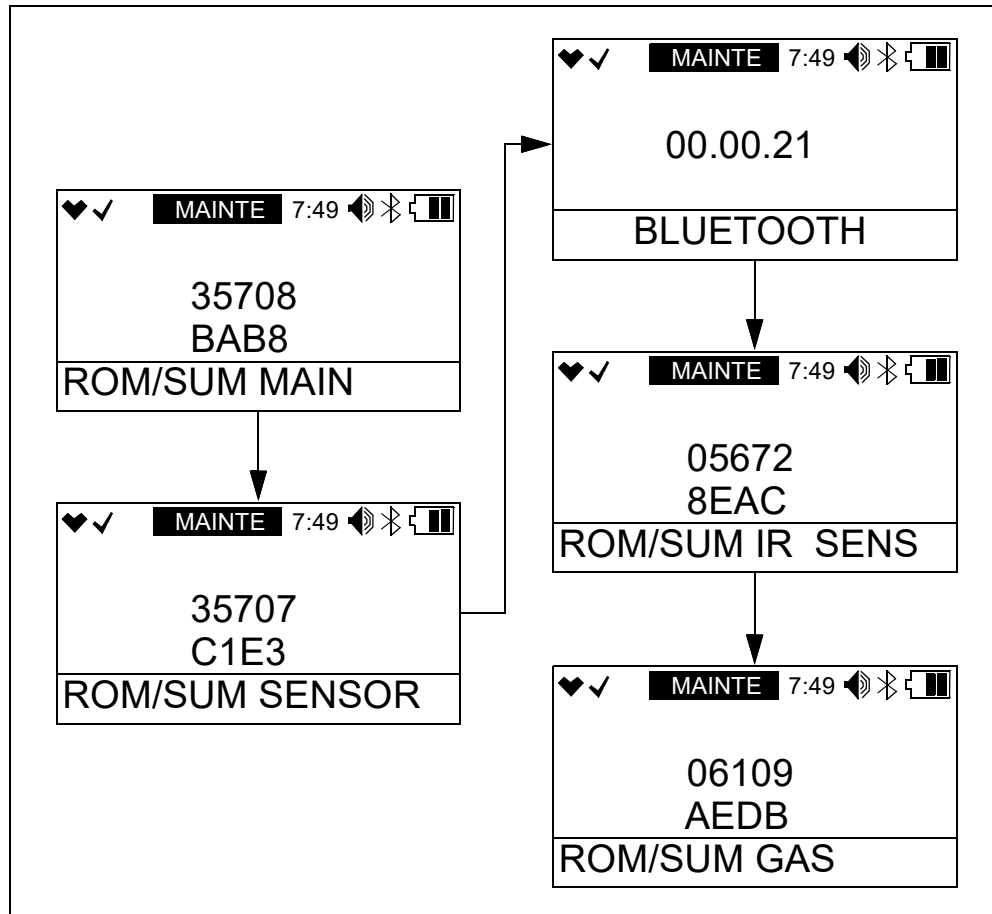 MAINTE 7:49
35708
BAB8
ROM/SUM MAIN
MAINTE 7:49
35707
C1E3
ROM/SUM SENSOR
MAINTE 7:49
00.00.21
BLUETOOTH
MAINTE 7:49
05672
8EAC
ROM/SUM IR  SENS
MAINTE 7:49
06109
AEDB
ROM/SUM GAS